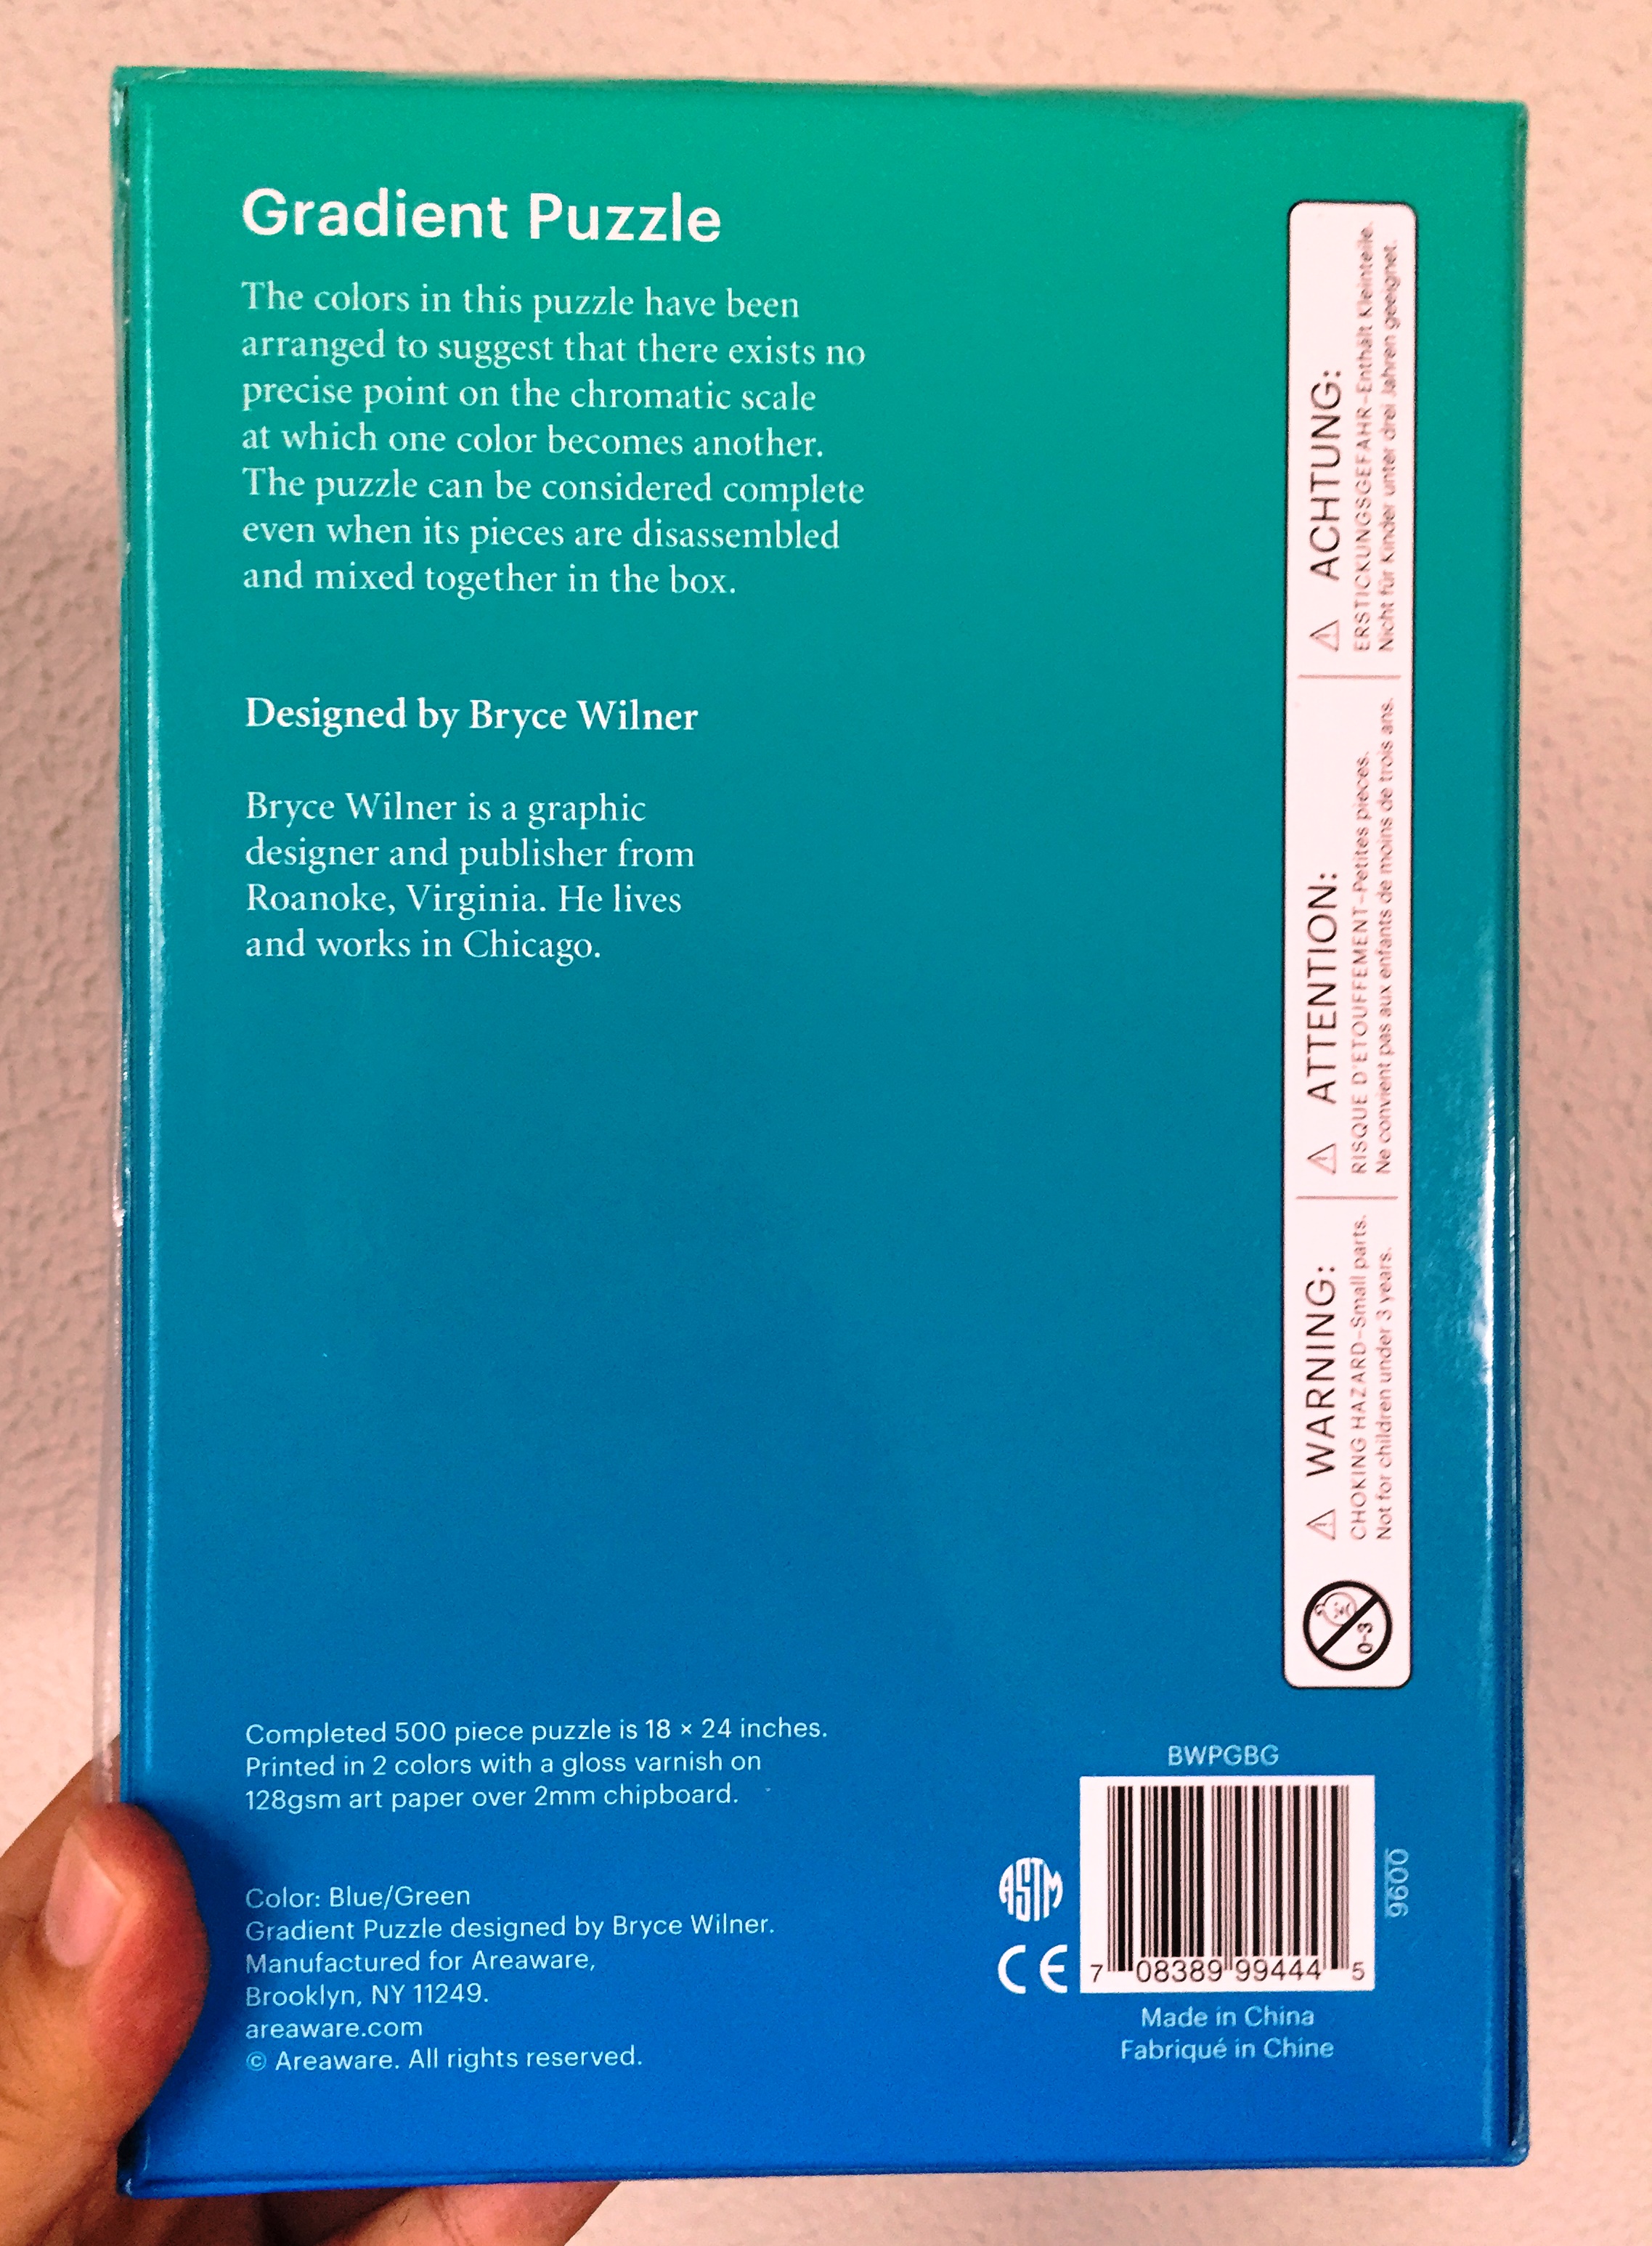 Gradient Puzzle
The colors in this puzzle have been
arranged to suggest that there exists no
precise point on the chromatic scale
at which one color becomes another.
The puzzle can be considered complete
even when its pieces are disassembled
and mixed together in the box.
Designed by Bryce Wilner
Bryce Wilner is a graphic
designer and publisher from
Roanoke, Virginia. He lives
and works in Chicago.
Completed 500 piece puzzle is 18 × 24 inches.
Printed in 2 colors with a gloss varnish on
128gsm art paper over 2mm chipboard.
Color: Blue/Green
Gradient Puzzle designed by Bryce Wilner.
Manufactured for Areaware,
Brooklyn, NY 11249.
areaware.com
© Areaware. All rights reserved.
0-3
⚠ WARNING:
CHOKING HAZARD–Small parts.
Not for children under 3 years.
⚠ ATTENTION:
RISQUE D'ETOUFFEMENT–Petites pieces.
Ne convient pas aux enfants de moins de trois ans.
⚠ ACHTUNG:
ERSTICKUNGSGEFAHR–Enthält Kleinteile.
Nicht für Kinder unter drei Jahren geeignet.
BWPGBG
ASTM
CE
7 08389 99444 5
9600
Made in China
Fabriqué in Chine